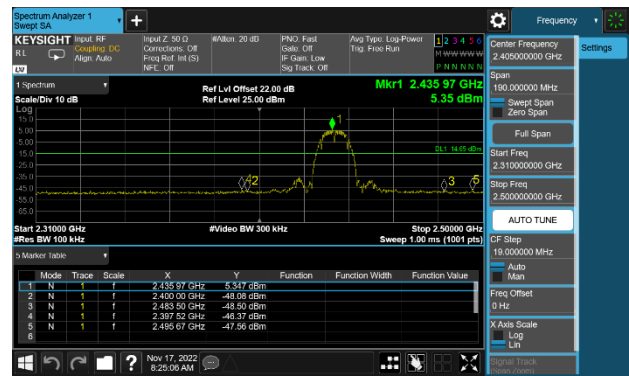 Spectrum Analyzer 1
Swept SA
+
Frequency
KEYSIGHT
RL
LXI
Input: RF
Coupling: DC
Align: Auto
Input Z: 50 Ω
Corrections: Off
Freq Ref: Int (S)
NFE: Off
#Atten: 20 dB
PNO: Fast
Gate: Off
IF Gain: Low
Sig Track: Off
Avg Type: Log-Power
Trig: Free Run
1 2 3 4 5 6
M W W W W W
P N N N N N
1 Spectrum
Scale/Div 10 dB
Ref Lvl Offset 22.00 dB
Ref Level 25.00 dBm
Mkr1 2.435 97 GHz
5.35 dBm
Log
15.0
5.00
-5.00
-15.0
-25.0
-35.0
-45.0
-55.0
-65.0
1
DL1 -14.65 dBm
42
3
5
Start 2.31000 GHz
#Res BW 100 kHz
#Video BW 300 kHz
Stop 2.50000 GHz
Sweep 1.00 ms (1001 pts)
5 Marker Table
Mode Trace Scale X Y Function Function Width Function Value
1 N 1 f 2.435 97 GHz 5.347 dBm
2 N 1 f 2.400 00 GHz -48.08 dBm
3 N 1 f 2.483 50 GHz -48.50 dBm
4 N 1 f 2.397 52 GHz -46.37 dBm
5 N 1 f 2.495 67 GHz -47.56 dBm
6
?
Nov 17, 2022
8:25:06 AM
Center Frequency
2.405000000 GHz
Settings
Span
190.000000 MHz
Swept Span
Zero Span
Full Span
Start Freq
2.310000000 GHz
Stop Freq
2.500000000 GHz
AUTO TUNE
CF Step
19.000000 MHz
Auto
Man
Freq Offset
0 Hz
X Axis Scale
Log
Lin
Signal Track
(Span Zoom)